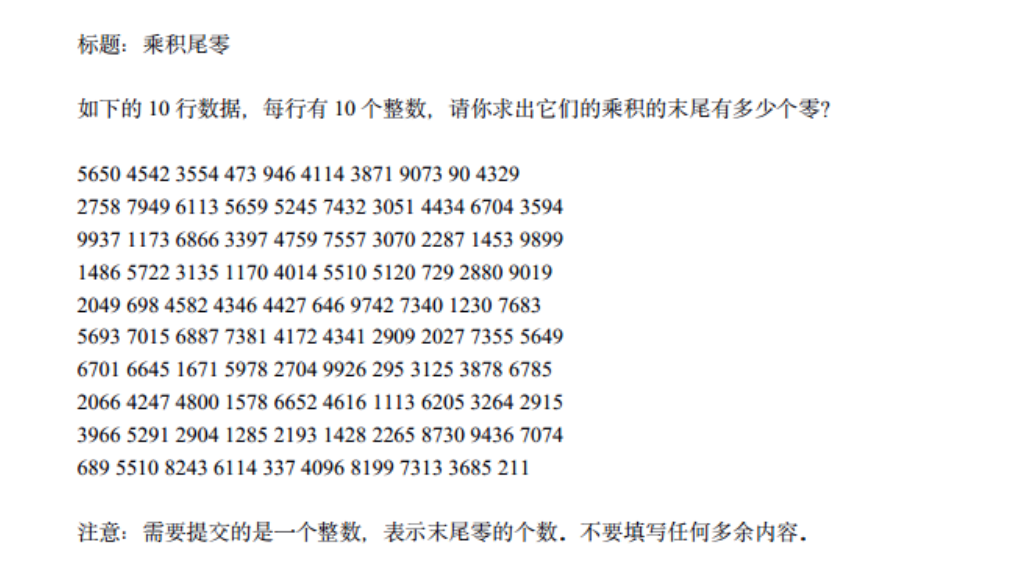 标题：乘积尾零
如下的 10 行数据，每行有 10 个整数，请你求出它们的乘积的末尾有多少个零？
5650 4542 3554 473 946 4114 3871 9073 90 4329
2758 7949 6113 5659 5245 7432 3051 4434 6704 3594
9937 1173 6866 3397 4759 7557 3070 2287 1453 9899
1486 5722 3135 1170 4014 5510 5120 729 2880 9019
2049 698 4582 4346 4427 646 9742 7340 1230 7683
5693 7015 6887 7381 4172 4341 2909 2027 7355 5649
6701 6645 1671 5978 2704 9926 295 3125 3878 6785
2066 4247 4800 1578 6652 4616 1113 6205 3264 2915
3966 5291 2904 1285 2193 1428 2265 8730 9436 7074
689 5510 8243 6114 337 4096 8199 7313 3685 211
注意：需要提交的是一个整数，表示末尾零的个数。不要填写任何多余内容。